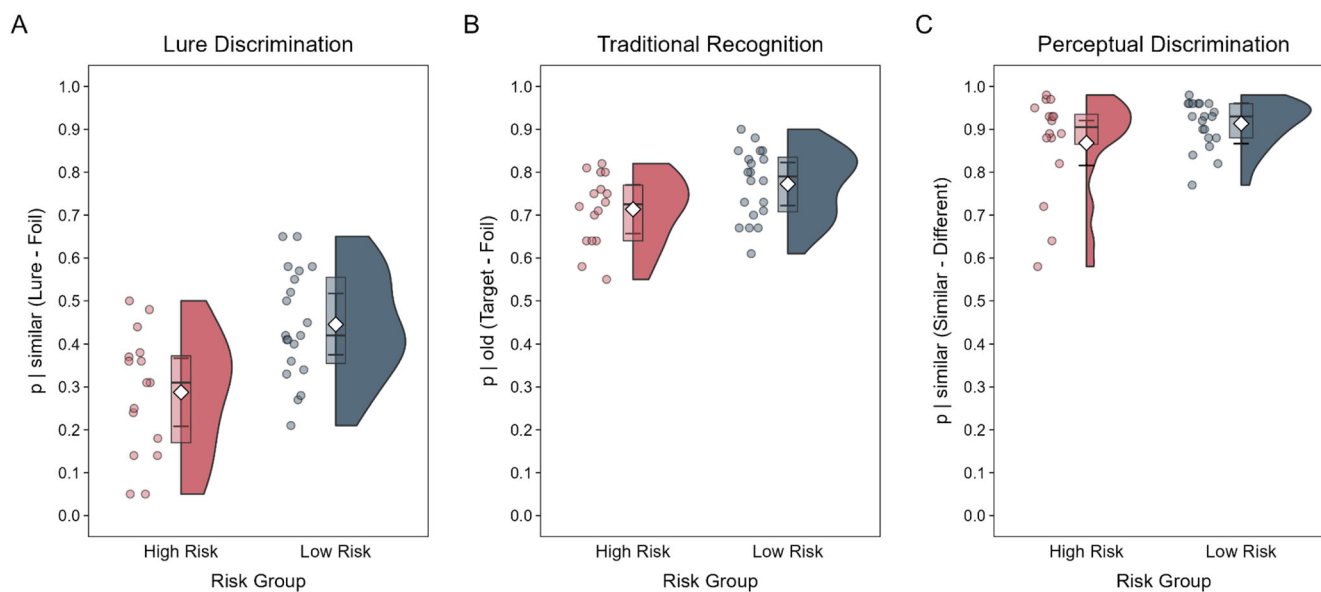 A
Lure Discrimination
p | similar (Lure - Foil)
1.0
0.9
0.8
0.7
0.6
0.5
0.4
0.3
0.2
0.1
0.0
High Risk
Low Risk
Risk Group
B
Traditional Recognition
p | old (Target - Foil)
1.0
0.9
0.8
0.7
0.6
0.5
0.4
0.3
0.2
0.1
0.0
High Risk
Low Risk
Risk Group
C
Perceptual Discrimination
p | similar (Similar - Different)
1.0
0.9
0.8
0.7
0.6
0.5
0.4
0.3
0.2
0.1
0.0
High Risk
Low Risk
Risk Group